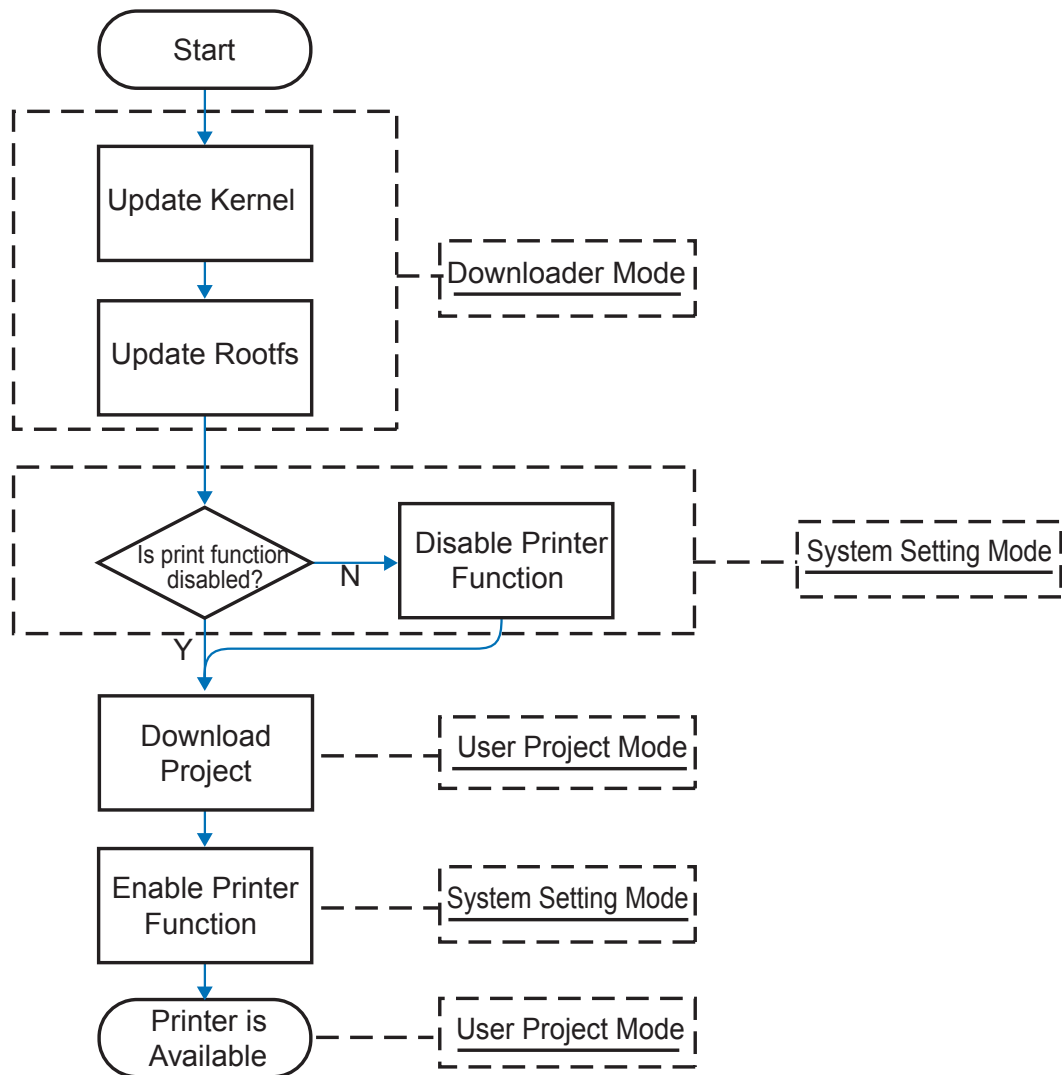 Start
Update Kernel
Downloader Mode
Update Rootfs
Is print function
disabled?
N
Disable Printer
Function
System Setting Mode
Y
Download
Project
User Project Mode
Enable Printer
Function
System Setting Mode
Printer is
Available
User Project Mode